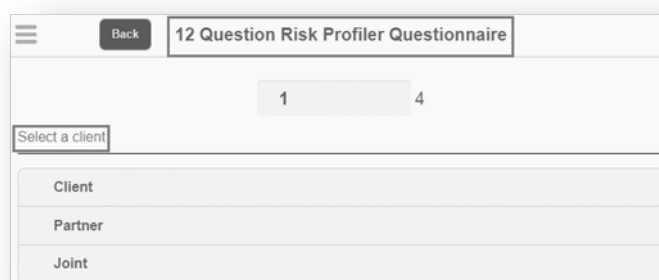 Back 12 Question Risk Profiler Questionnaire
1 4
Select a client
Client
Partner
Joint